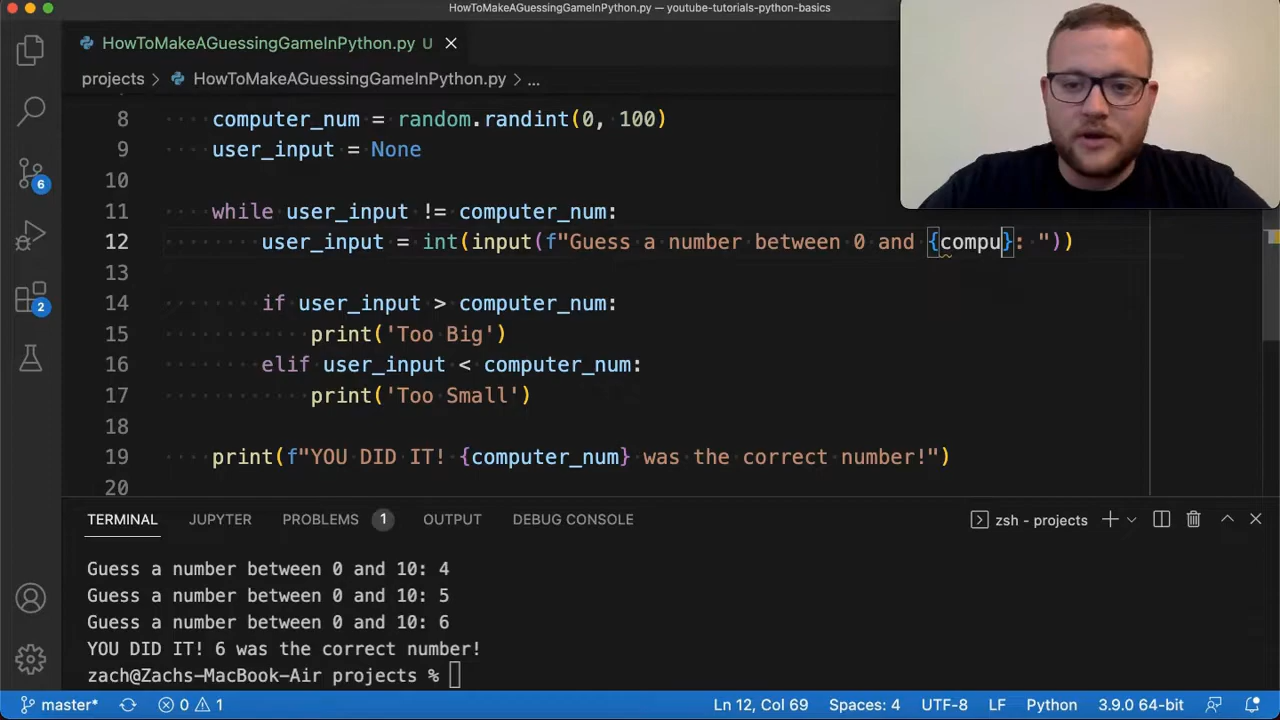 HowToMakeAGuessingGameInPython.py — youtube-tutorials-python-basics
HowToMakeAGuessingGameInPython.py U
projects > HowToMakeAGuessingGameInPython.py > ...
8 computer_num = random.randint(0, 100)
9 user_input = None
10
11 while user_input != computer_num:
12 user_input = int(input(f"Guess a number between 0 and {compu}: "))
13
14 if user_input > computer_num:
15 print('Too Big')
16 elif user_input < computer_num:
17 print('Too Small')
18
19 print(f"YOU DID IT! {computer_num} was the correct number!")
20
6
2
TERMINAL JUPYTER PROBLEMS 1 OUTPUT DEBUG CONSOLE zsh - projects
Guess a number between 0 and 10: 4
Guess a number between 0 and 10: 5
Guess a number between 0 and 10: 6
YOU DID IT! 6 was the correct number!
zach@Zachs-MacBook-Air projects %
master* 0 1 Ln 12, Col 69 Spaces: 4 UTF-8 LF Python 3.9.0 64-bit